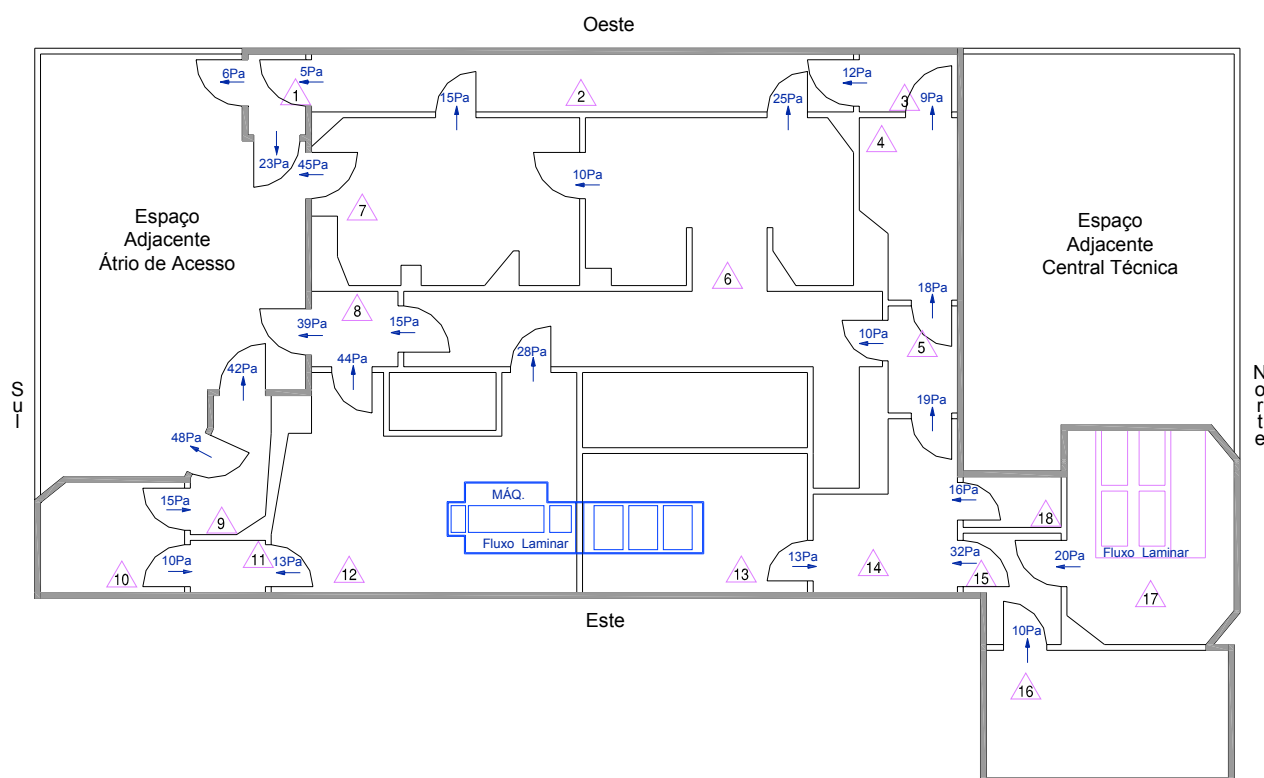 Oeste
6Pa
5Pa
1
15Pa
2
25Pa
12Pa
3
9Pa
4
23Pa
45Pa
10Pa
7
Espaço
Adjacente
Átrio de Acesso
Espaço
Adjacente
Central Técnica
6
8
39Pa
15Pa
28Pa
10Pa
18Pa
5
44Pa
42Pa
19Pa
Sul
Norte
48Pa
15Pa
9
MÁQ.
Fluxo Laminar
16Pa
18
10Pa
10
11
13Pa
12
13
13Pa
14
32Pa
15
20Pa
Fluxo Laminar
17
Este
10Pa
16